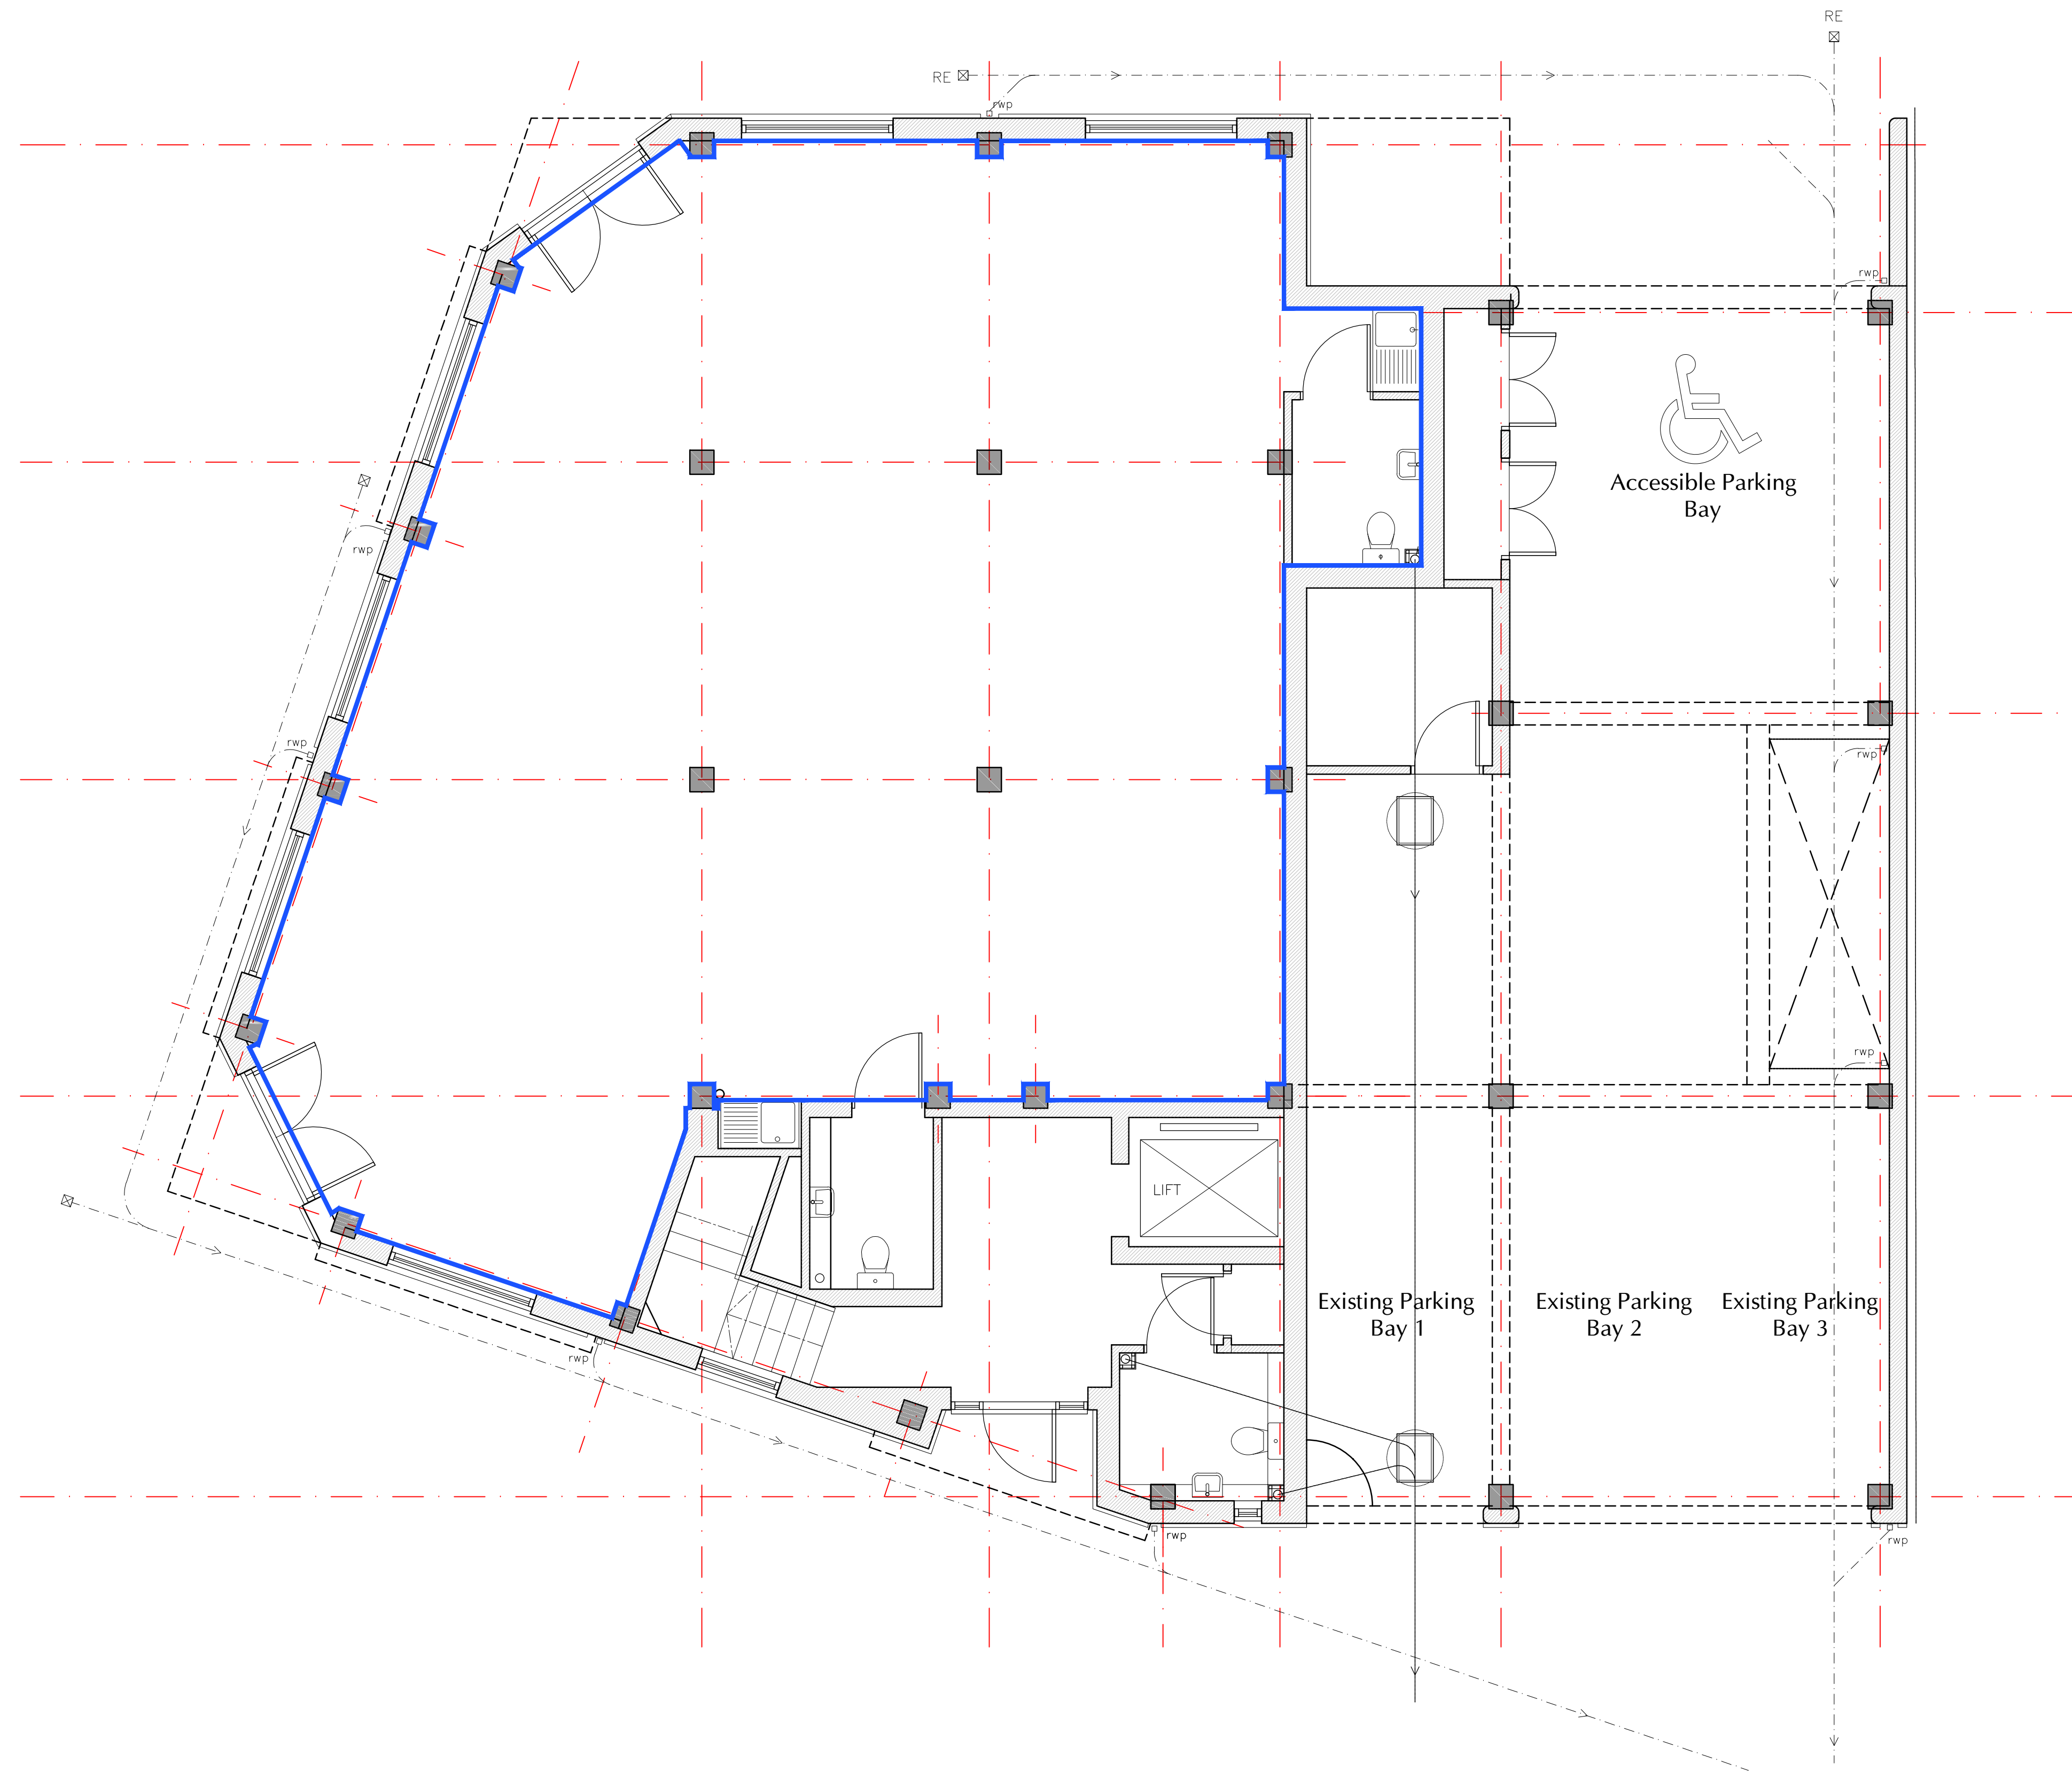 RE
RE
rwp
rwp
Accessible Parking
Bay
rwp
rwp
rwp
rwp
LIFT
Existing Parking
Bay 1
Existing Parking
Bay 2
Existing Parking
Bay 3
rwp
rwp
rwp